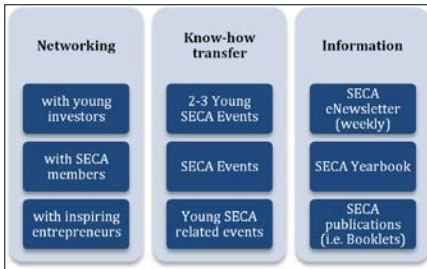 Networking
with young
investors
with SECA
members
with inspiring
entrepreneurs
Know-how
transfer
2-3 Young
SECA Events
SECA Events
Young SECA
related events
Information
SECA
eNewsletter
(weekly)
SECA Yearbook
SECA
publications
(i.e. Booklets)